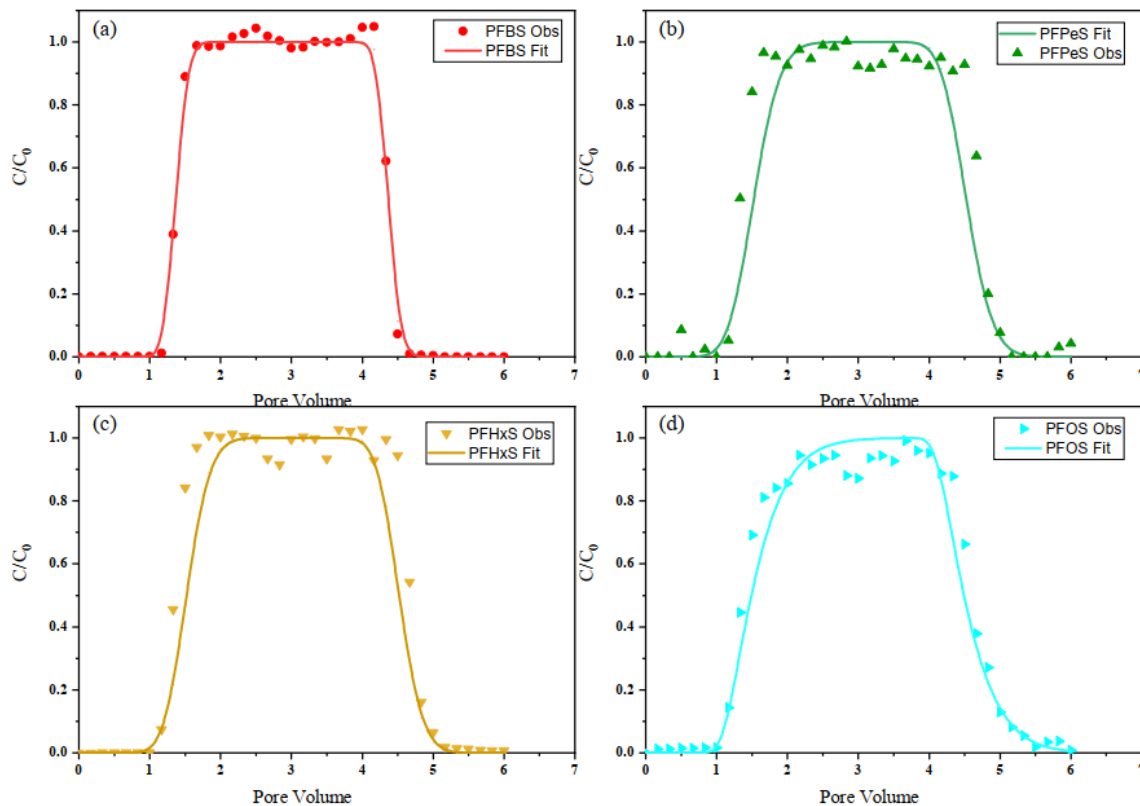 (a)
PFBS Obs
PFBS Fit
C/C0
1.0
0.8
0.6
0.4
0.2
0.0
0 1 2 3 4 5 6 7
Pore Volume
(b)
PFPeS Fit
PFPeS Obs
C/C0
1.0
0.8
0.6
0.4
0.2
0.0
0 1 2 3 4 5 6 7
Pore Volume
(c)
PFHxS Obs
PFHxS Fit
C/C0
1.0
0.8
0.6
0.4
0.2
0.0
0 1 2 3 4 5 6 7
Pore Volume
(d)
PFOS Obs
PFOS Fit
C/C0
1.0
0.8
0.6
0.4
0.2
0.0
0 1 2 3 4 5 6 7
Pore Volume